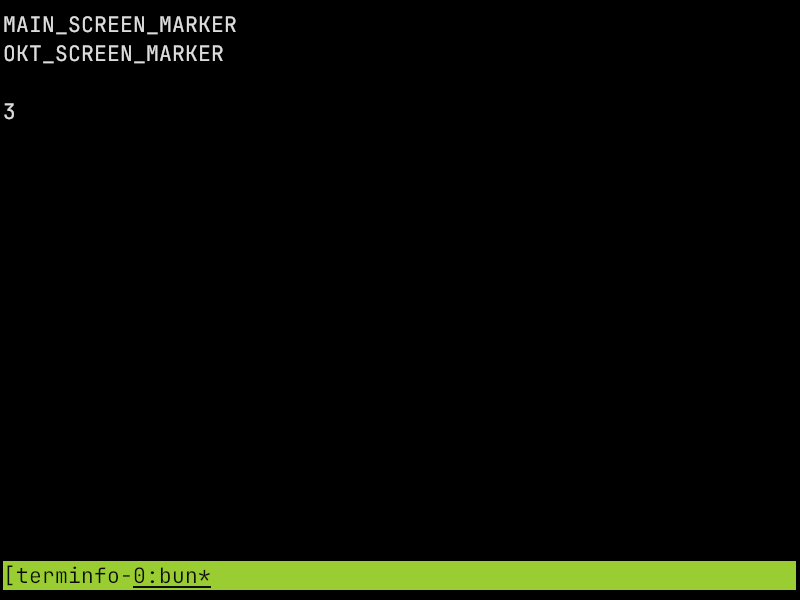 MAIN_SCREEN_MARKER
OKT_SCREEN_MARKER
3
[terminfo-0:bun*